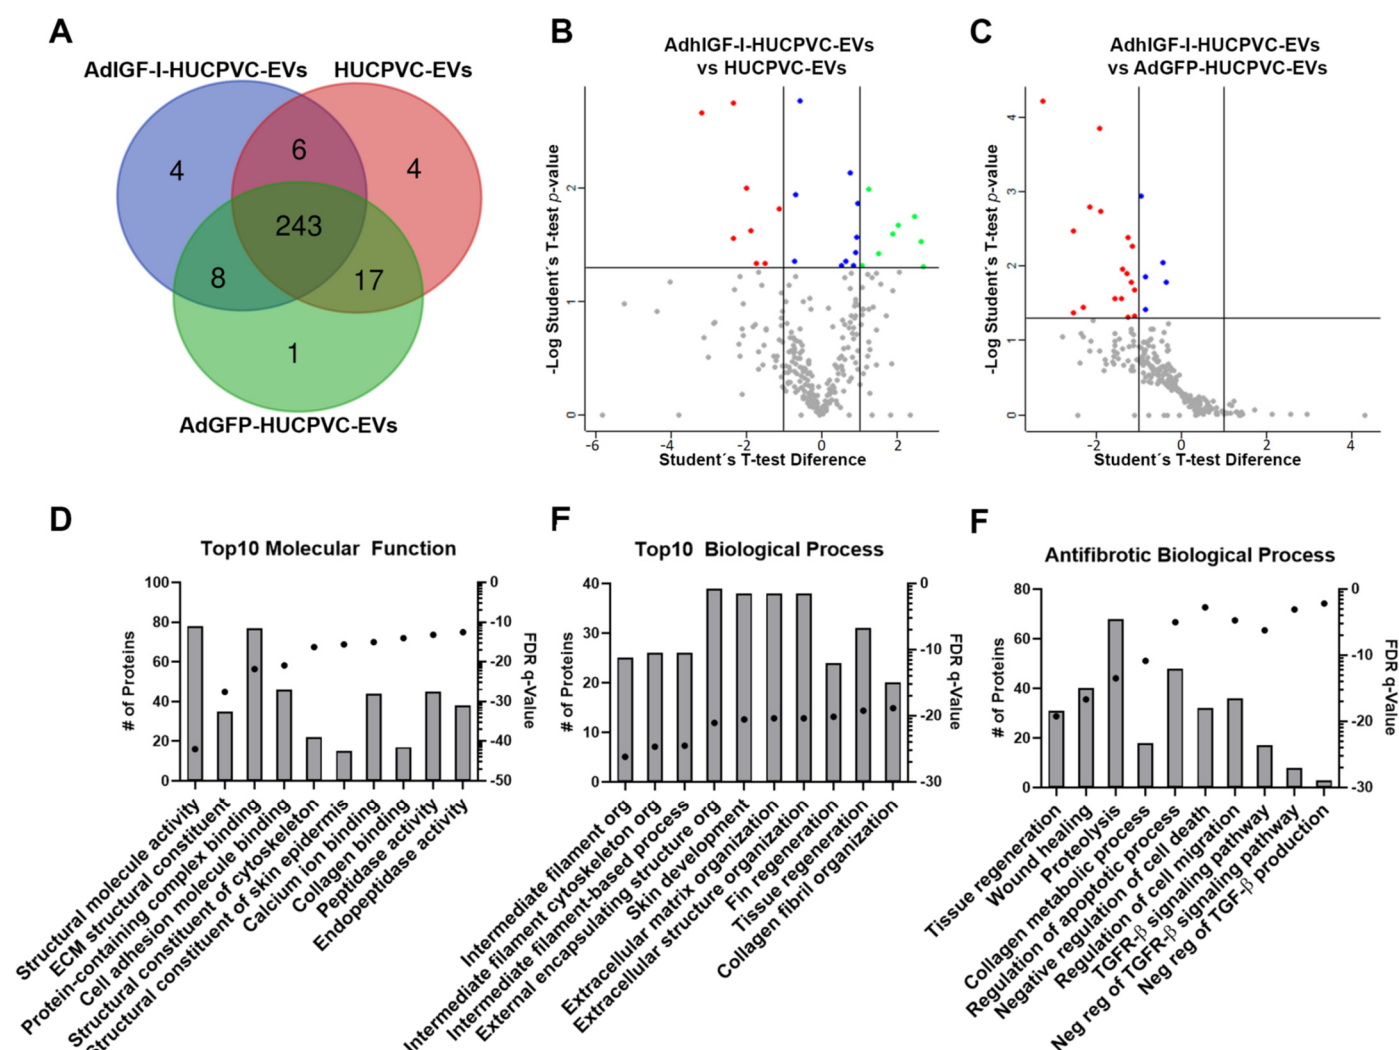 A
AdIGF-I-HUCPVC-EVs
HUCPVC-EVs
4
6
4
243
8
17
1
AdGFP-HUCPVC-EVs
B
AdhIGF-I-HUCPVC-EVs
vs HUCPVC-EVs
-Log Student´s T-test p-value
2
1
0
-6
-4
-2
0
2
Student´s T-test Diference
C
AdhIGF-I-HUCPVC-EVs
vs AdGFP-HUCPVC-EVs
-Log Student´s T-test p-value
4
3
2
1
0
-2
0
2
4
Student´s T-test Diference
D
Top10 Molecular Function
# of Proteins
100
80
60
40
20
0
0
-10
-20
-30
-40
-50
FDR q-Value
Structural molecule activity
ECM structural constituent
Protein-containing complex binding
Cell adhesion molecule binding
Structural constituent of cytoskeleton
Structural constituent of skin epidermis
Calcium ion binding
Collagen binding
Peptidase activity
Endopeptidase activity
F
Top10 Biological Process
# of Proteins
40
30
20
10
0
0
-10
-20
-30
FDR q-Value
Intermediate filament org
Intermediate filament cytoskeleton org
Intermediate filament-based process
External encapsulating structure org
Skin development
Extracellular matrix organization
Extracellular structure organization
Fin regeneration
Tissue regeneration
Collagen fibril organization
F
Antifibrotic Biological Process
# of Proteins
80
60
40
20
0
0
-10
-20
-30
FDR q-Value
Tissue regeneration
Wound healing
Proteolysis
Collagen metabolic process
Regulation of apoptotic process
Negative regulation of cell death
Regulation of cell migration
TGFR-β signaling pathway
Neg reg of TGFR-β signaling pathway
Neg reg of TGF-β production